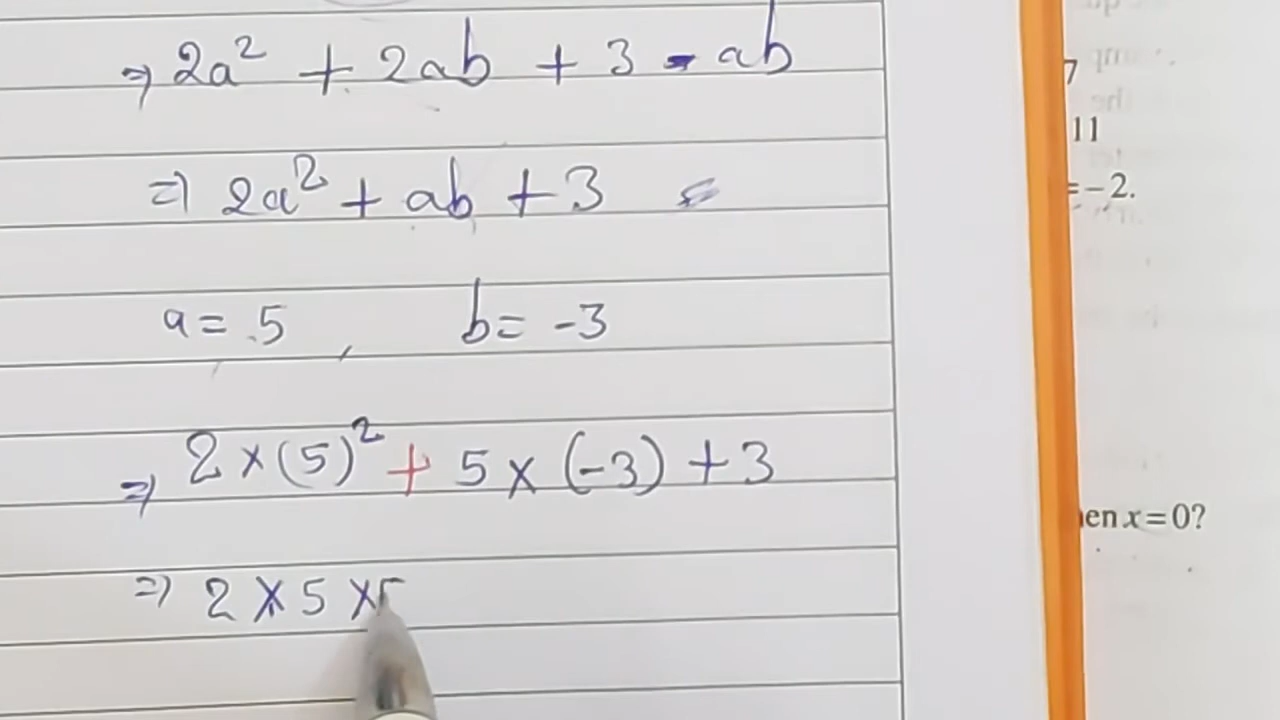 ⇒ 2a² + 2ab + 3 - ab
⇒ 2a² + ab + 3
a = 5 , b = -3
⇒ 2 × (5)² + 5 × (-3) + 3
⇒ 2 × 5 × 5
7
11
= -2.
en x = 0?